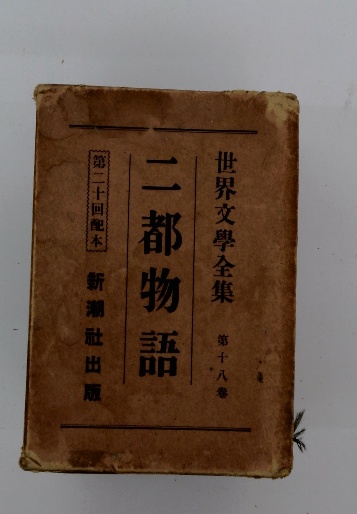 世界文學全集 第十八卷
二都物語
第二十回配本
新潮社出版